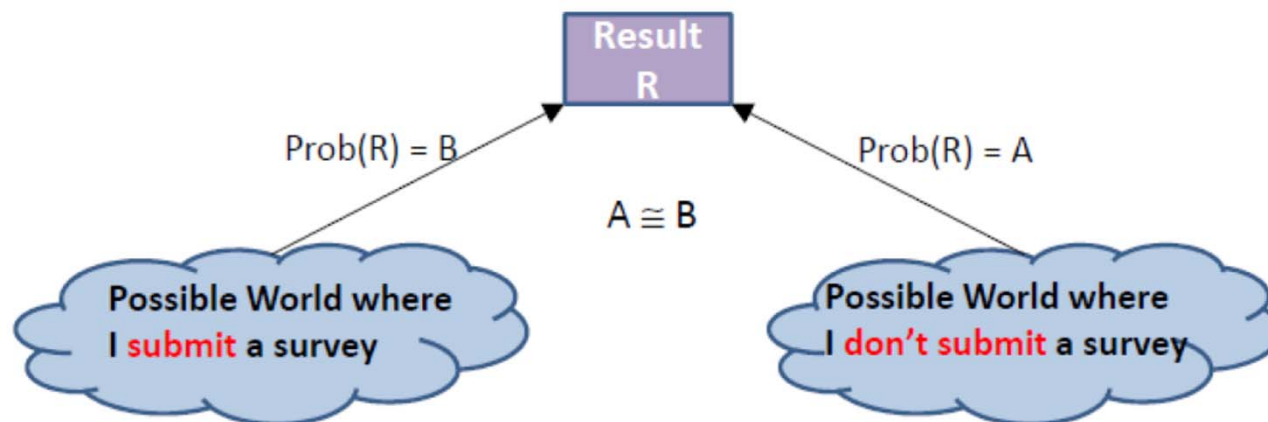 Result
R
Prob(R) = B
Prob(R) = A
A ≅ B
Possible World where
I submit a survey
Possible World where
I don’t submit a survey